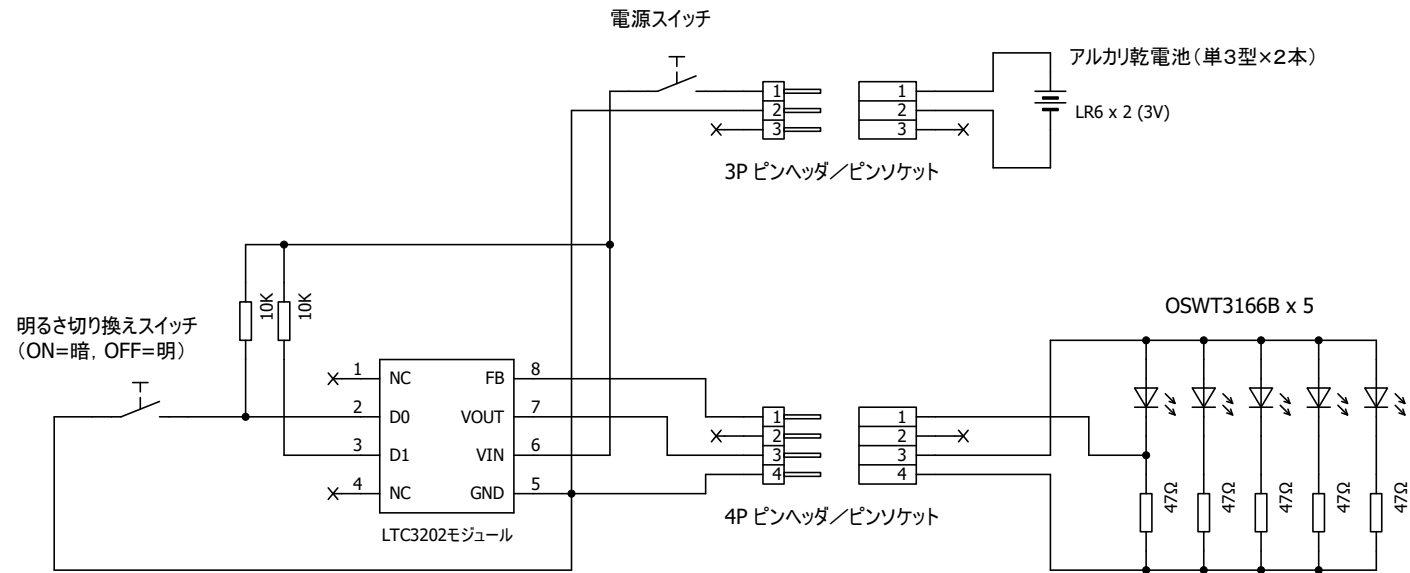 電源スイッチ
アルカリ乾電池（単３型×２本）
1
2
3
1
2
3
LR6 x 2 (3V)
3P ピンヘッダ／ピンソケット
10K
10K
明るさ切り換えスイッチ
（ON=暗，OFF=明）
OSWT3166B x 5
1 NC FB 8
2 D0 VOUT 7
3 D1 VIN 6
4 NC GND 5
LTC3202モジュール
1
2
3
4
1
2
3
4
4P ピンヘッダ／ピンソケット
47Ω
47Ω
47Ω
47Ω
47Ω